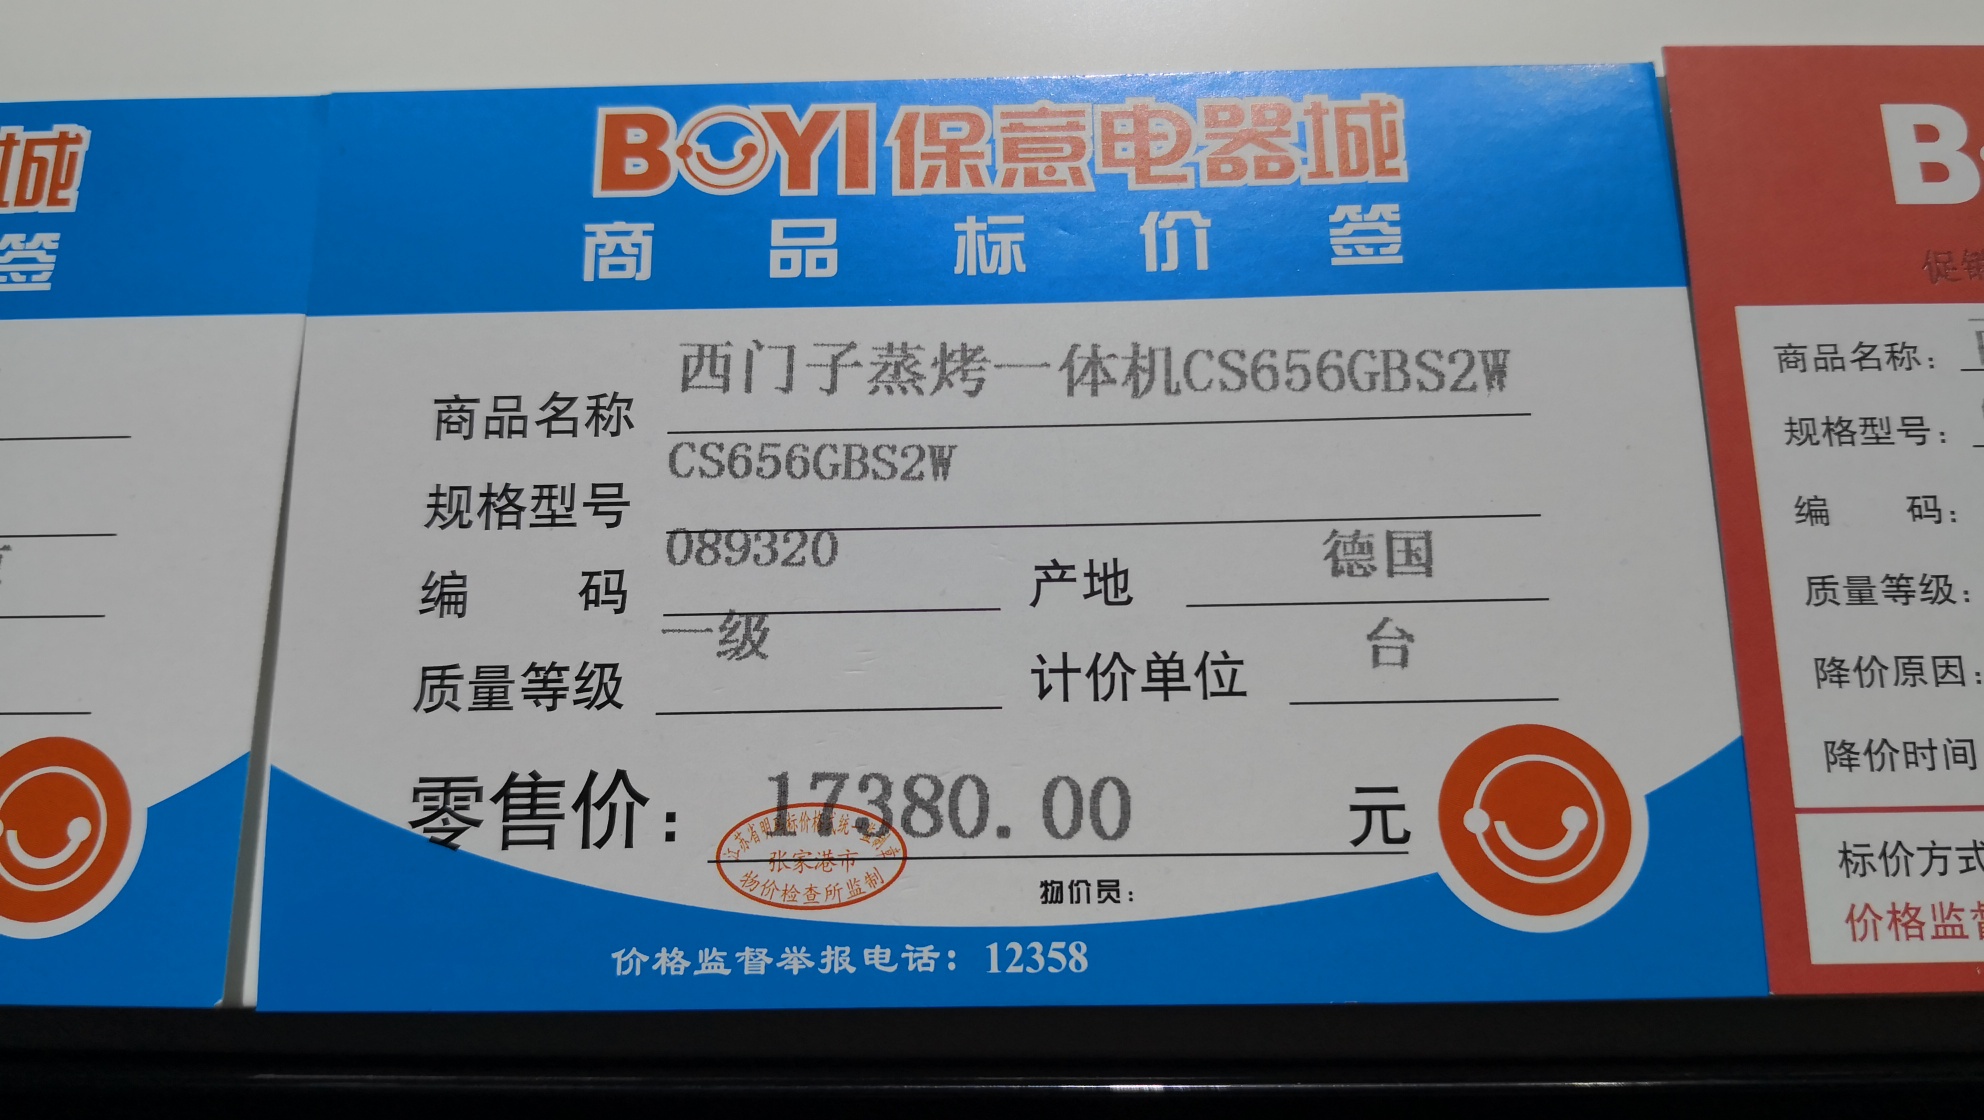 城
签
BOYI保意电器城
商品标价签
商品名称 西门子蒸烤一体机CS656GBS2W
规格型号 CS656GBS2W
编码 089320 产地 德国
质量等级 一级 计价单位 台
零售价：17380.00 元
张家港市
物价检查所监制
物价员：
价格监督举报电话：12358
B
促销
商品名称：
规格型号：
编码：
质量等级：
降价原因：
降价时间
标价方式
价格监督